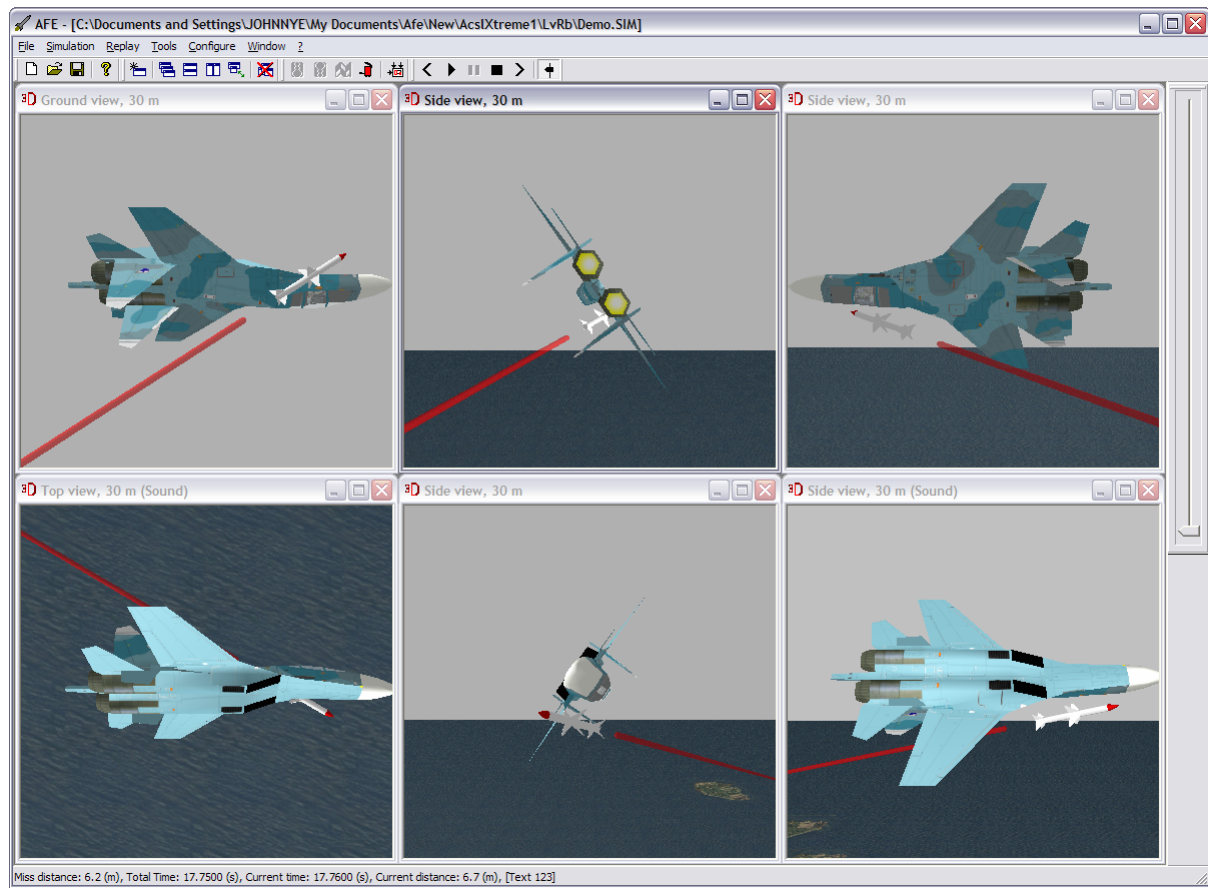 AFE - [C:\Documents and Settings\JOHNNYE\My Documents\Afe\New\AcslXtreme1\LvRb\Demo.SIM]
File Simulation Replay Tools Configure Window ?
3D Ground view, 30 m
3D Side view, 30 m
3D Side view, 30 m
3D Top view, 30 m (Sound)
3D Side view, 30 m
3D Side view, 30 m (Sound)
Miss distance: 6.2 (m), Total Time: 17.7500 (s), Current time: 17.7600 (s), Current distance: 6.7 (m), [Text 123]